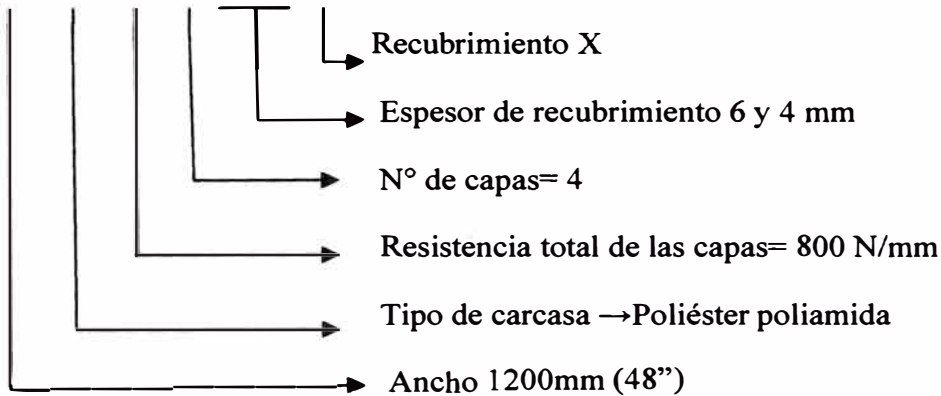 Recubrimiento X
Espesor de recubrimiento 6 y 4 mm
N° de capas= 4
Resistencia total de las capas= 800 N/mm
Tipo de carcasa →Poliéster poliamida
Ancho 1200mm (48”)